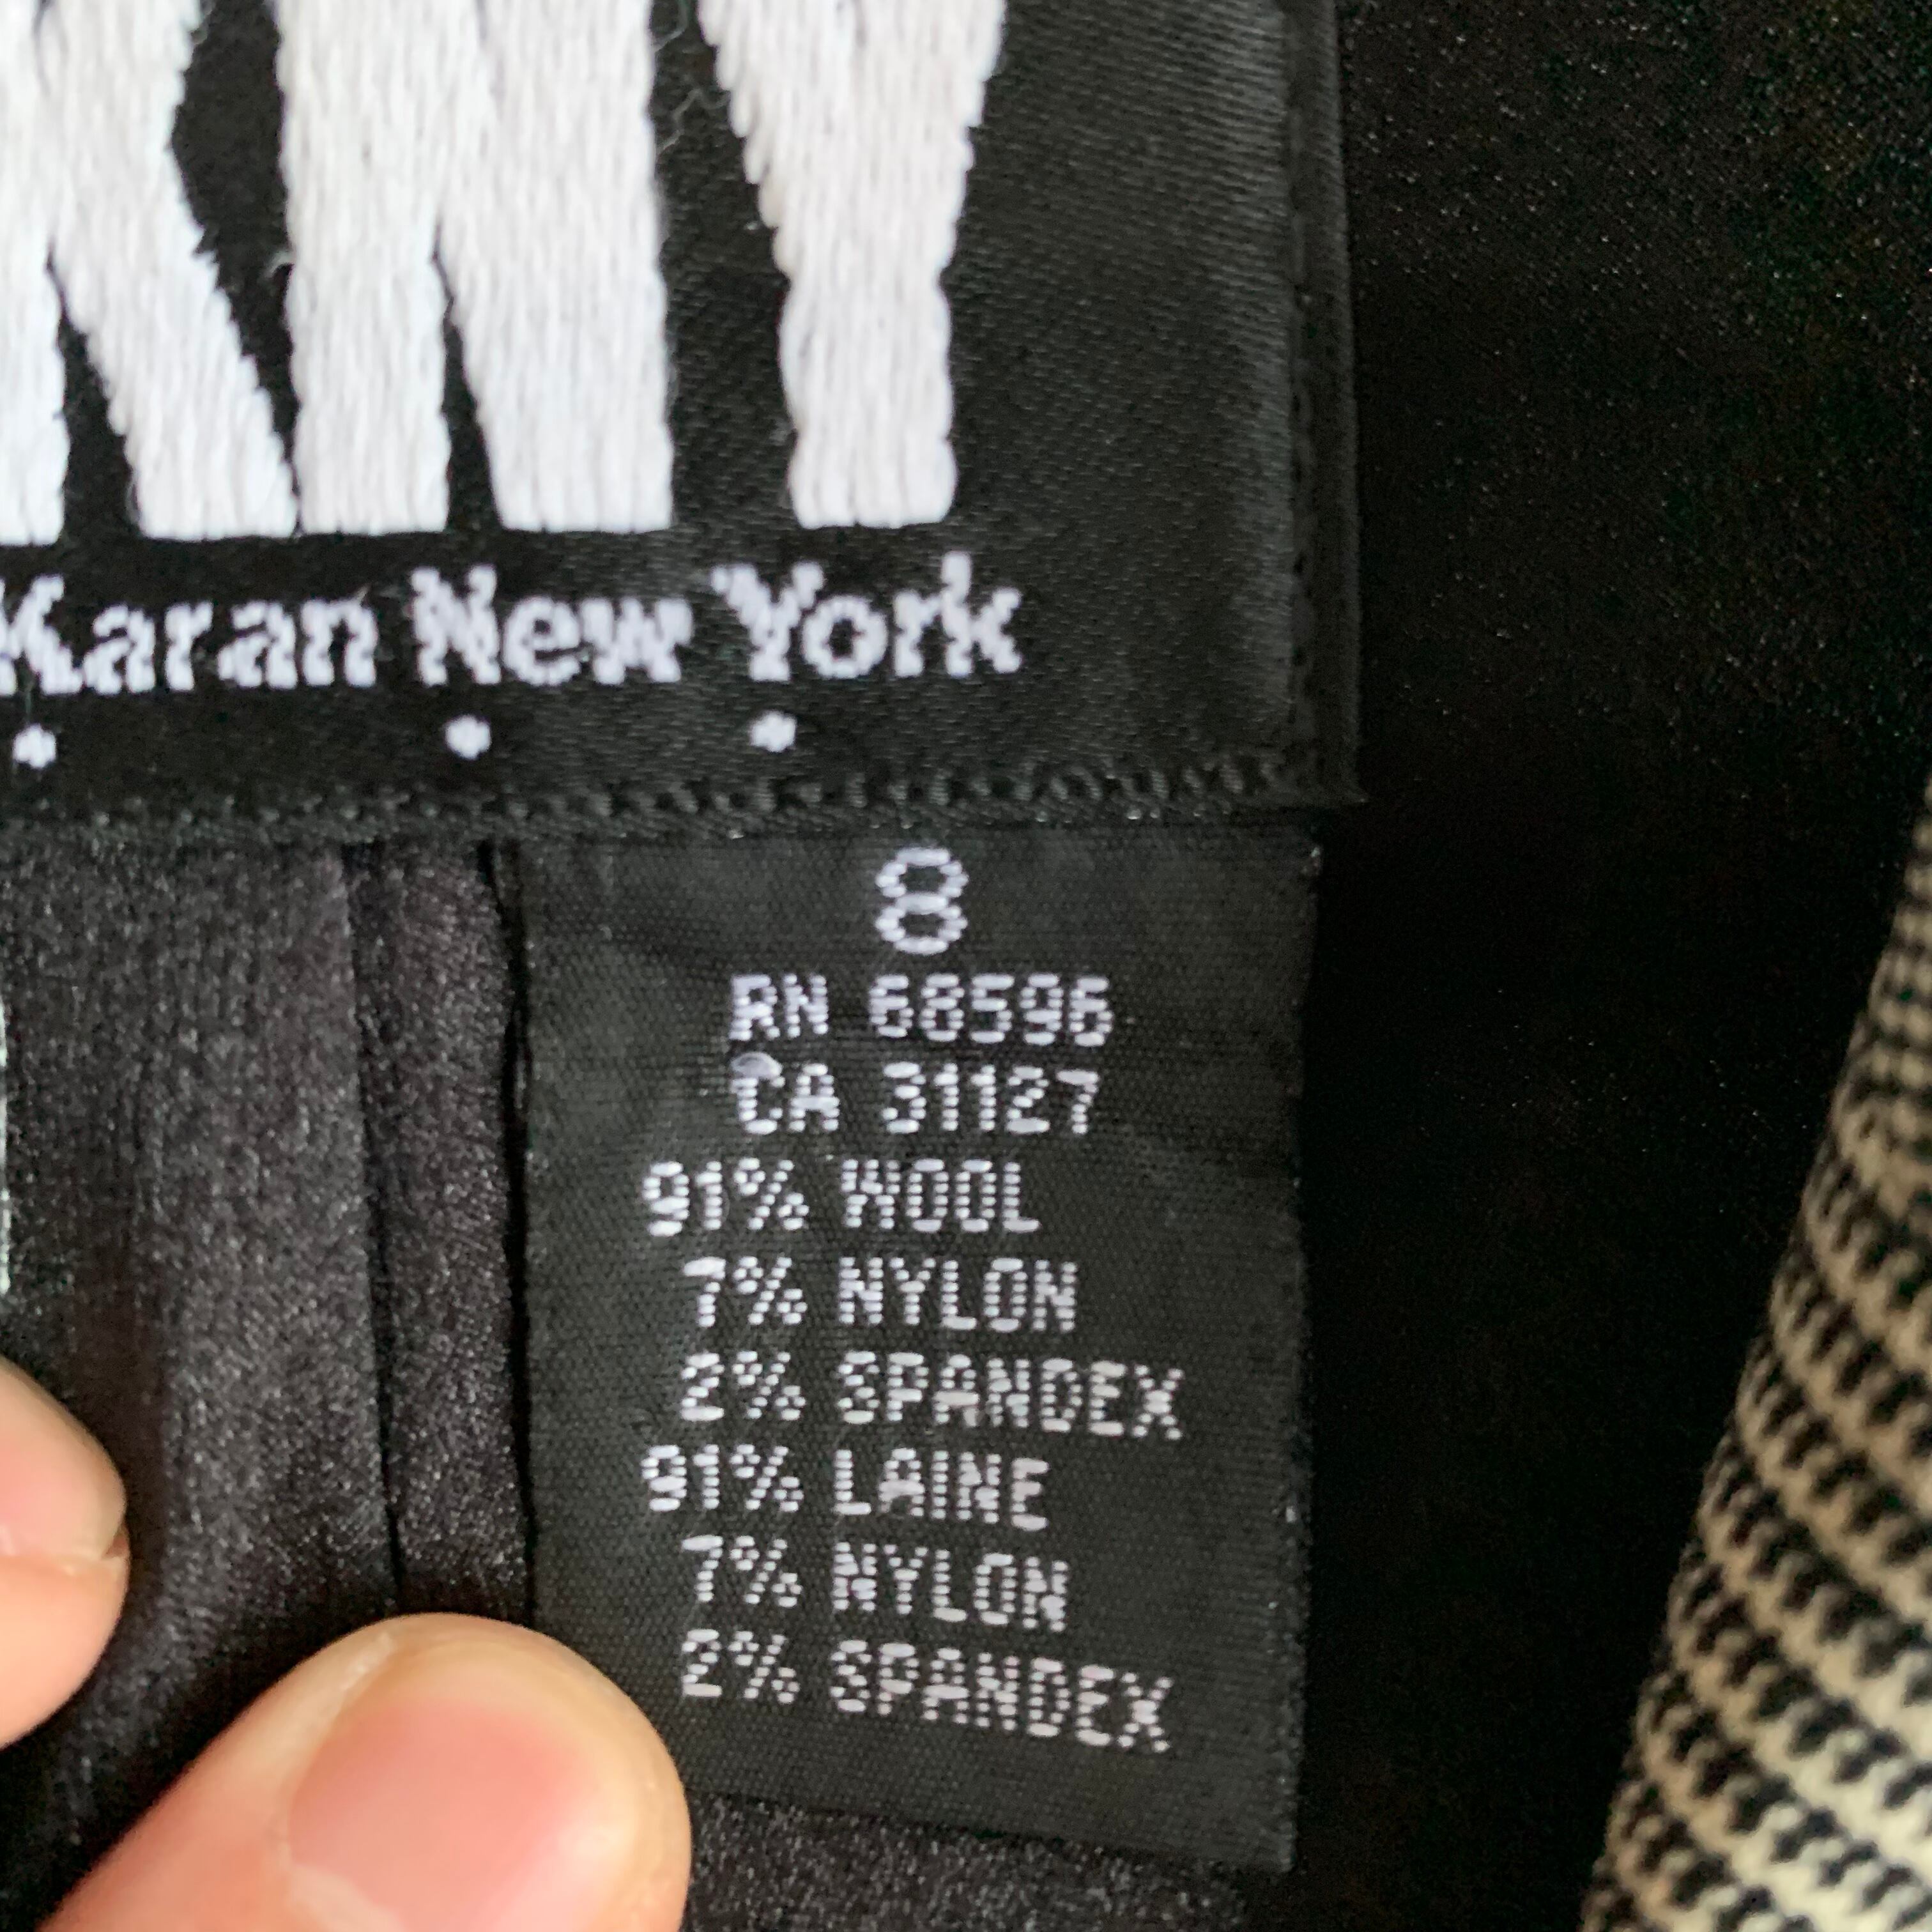 KNY
Karan New York
8
RN 68596
CA 31127
91% WOOL
7% NYLON
2% SPANDEX
91% LAINE
7% NYLON
2% SPANDEX